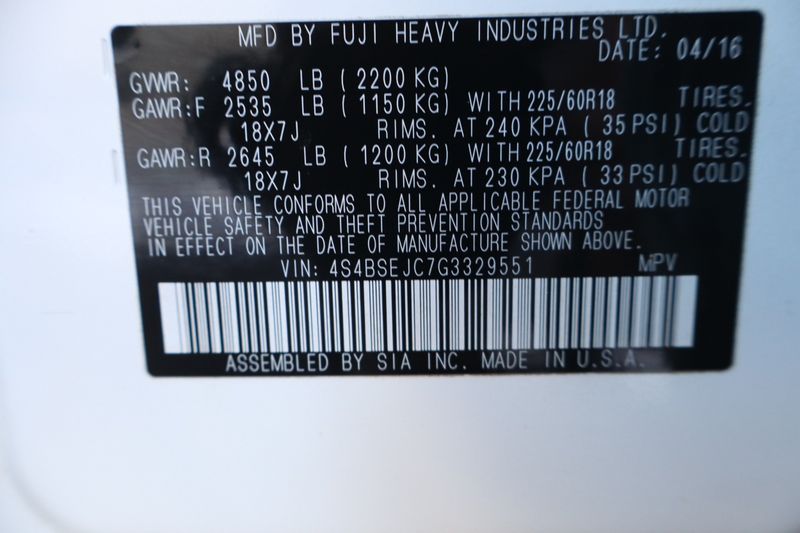 MFD BY FUJI HEAVY INDUSTRIES LTD.
DATE: 04/16
GVWR: 4850 LB (2200 KG)
GAWR:F 2535 LB (1150 KG) WITH 225/60R18 TIRES.
18X7J RIMS. AT 240 KPA (35 PSI) COLD
GAWR:R 2645 LB (1200 KG) WITH 225/60R18 TIRES.
18X7J RIMS. AT 230 KPA (33 PSI) COLD
THIS VEHICLE CONFORMS TO ALL APPLICABLE FEDERAL MOTOR
VEHICLE SAFETY AND THEFT PREVENTION STANDARDS
IN EFFECT ON THE DATE OF MANUFACTURE SHOWN ABOVE.
VIN: 4S4BSEJC7G3329551 MPV
ASSEMBLED BY SIA INC. MADE IN U.S.A.